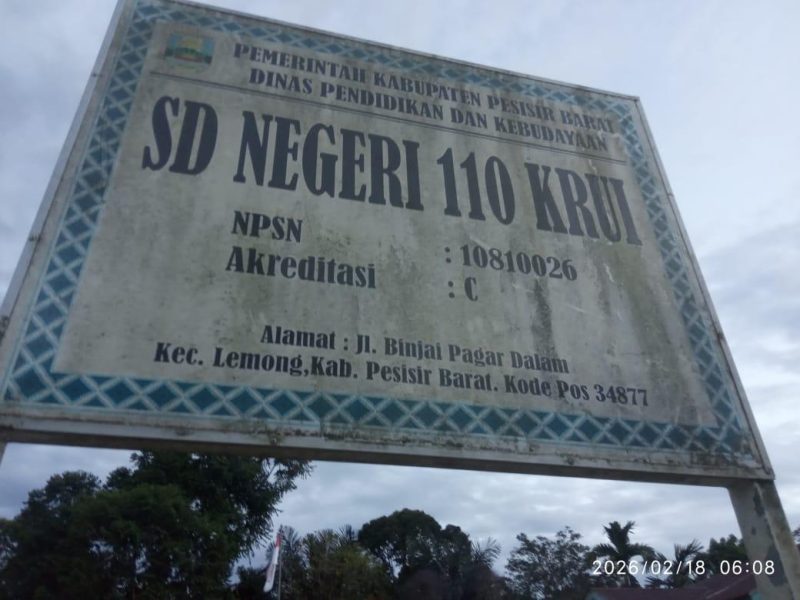 PEMERINTAH KABUPATEN PESISIR BARAT
DINAS PENDIDIKAN DAN KEBUDAYAAN
SD NEGERI 110 KRUI
NPSN : 10810026
Akreditasi : C
Alamat : Jl. Binjai Pagar Dalam
Kec. Lemong,Kab. Pesisir Barat. Kode Pos 34877
2026/02/18 06:08